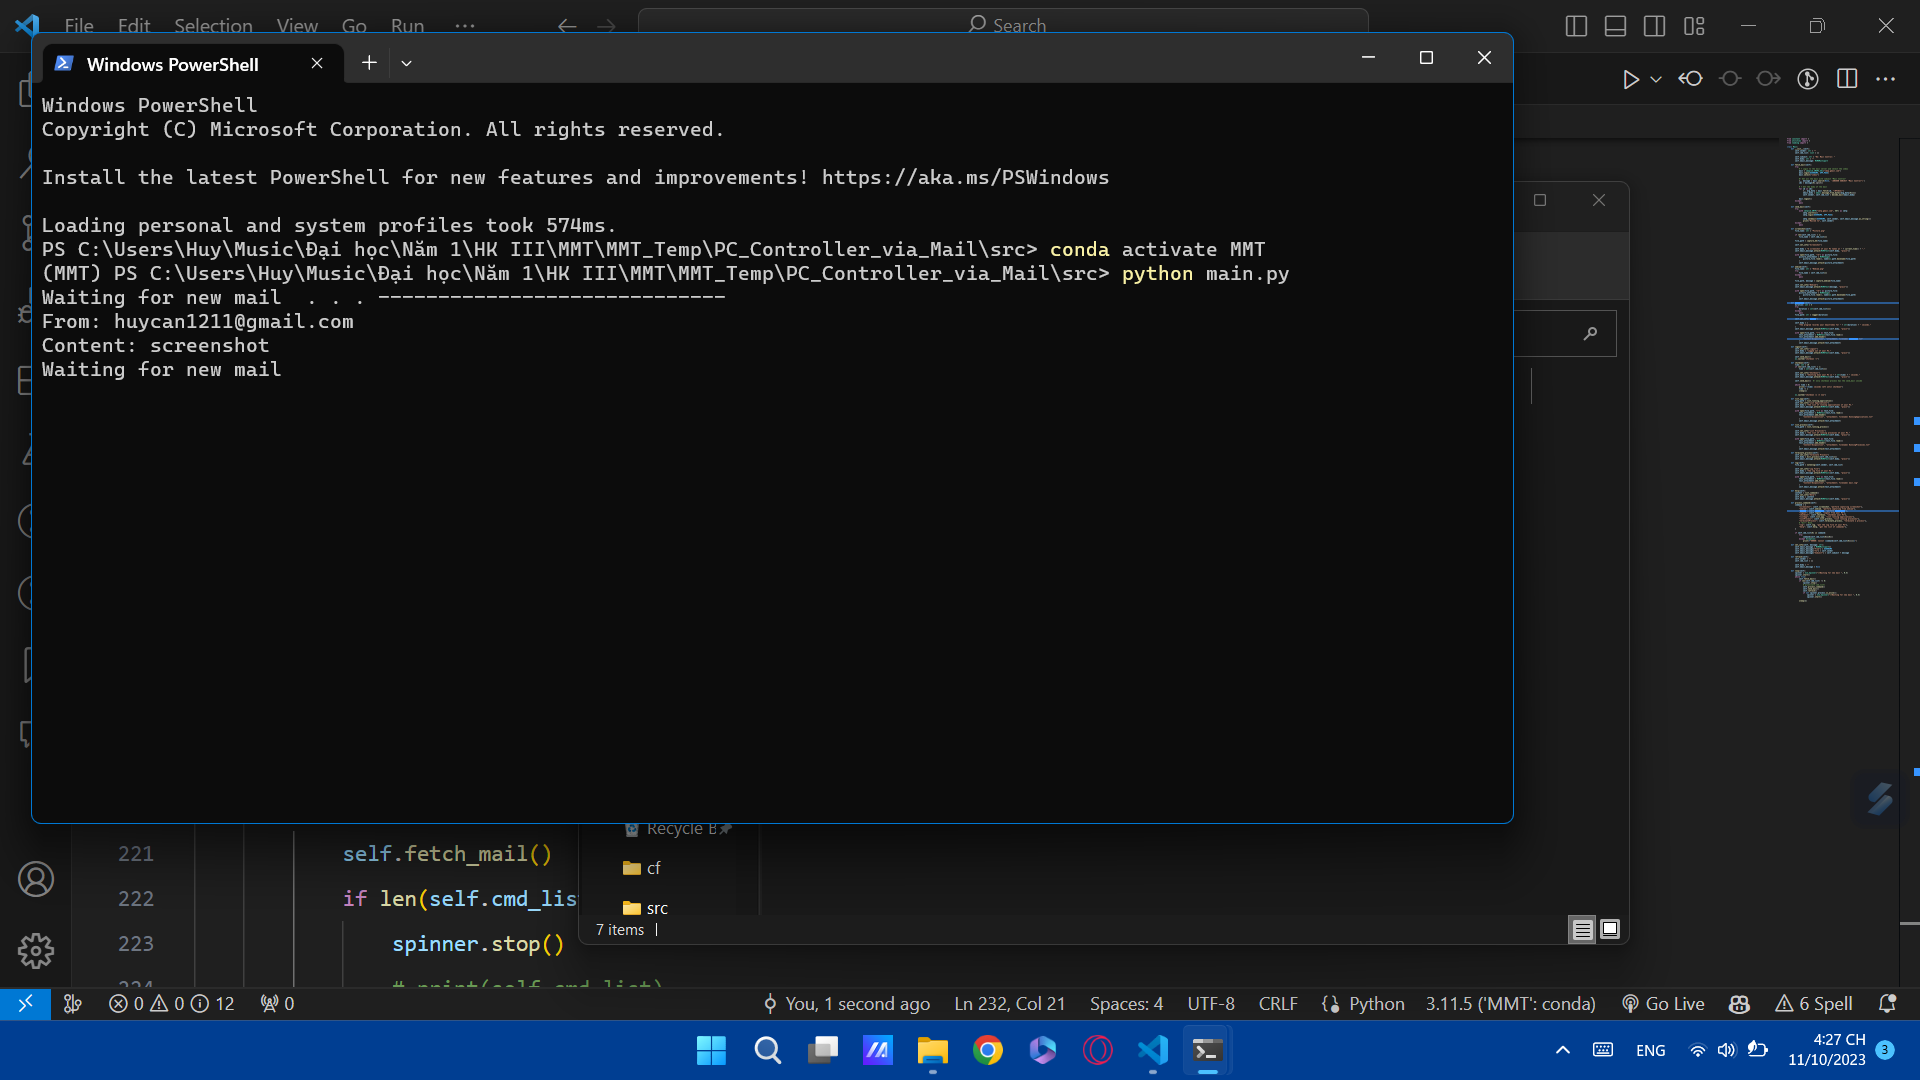 File Edit Selection View Go Run ... Search
Windows PowerShell
Windows PowerShell
Copyright (C) Microsoft Corporation. All rights reserved.
Install the latest PowerShell for new features and improvements! https://aka.ms/PSWindows
Loading personal and system profiles took 574ms.
PS C:\Users\Huy\Music\Đại học\Năm 1\HK III\MMT\MMT_Temp\PC_Controller_via_Mail\src> conda activate MMT
(MMT) PS C:\Users\Huy\Music\Đại học\Năm 1\HK III\MMT\MMT_Temp\PC_Controller_via_Mail\src> python main.py
Waiting for new mail  . . . -----------------------------
From: huycan1211@gmail.com
Content: screenshot
Waiting for new mail
Recycle B
cf
src
7 items
221 self.fetch_mail()
222 if len(self.cmd_lis
223 spinner.stop()
224 # print(self.cmd_list)
0 0 12 0 You, 1 second ago Ln 232, Col 21 Spaces: 4 UTF-8 CRLF Python 3.11.5 ('MMT': conda) Go Live 6 Spell
ENG 4:27 CH
11/10/2023 3